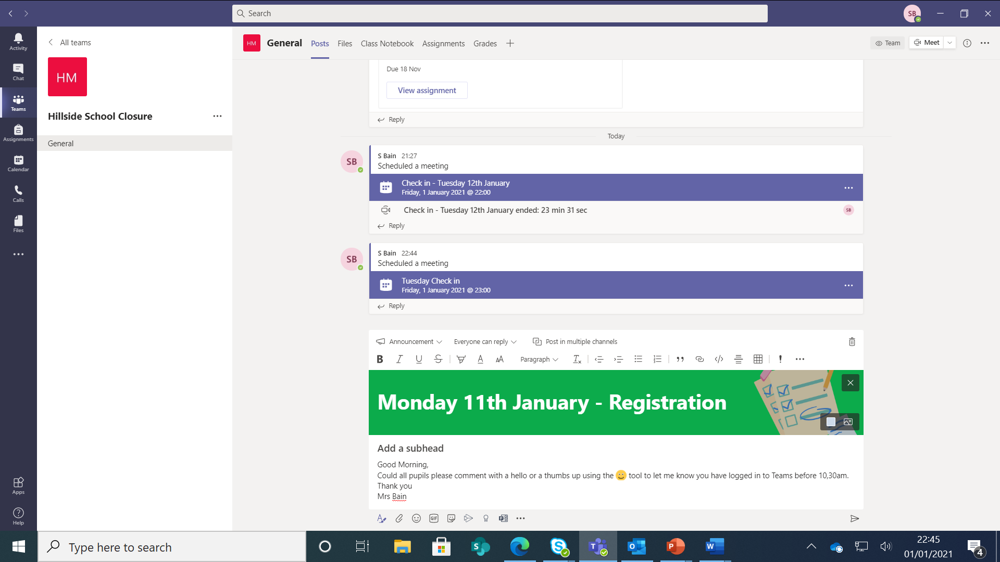 Search
SB
Activity
Chat
Teams
Assignments
Calendar
Calls
Files
Apps
Help
All teams
HM
Hillside School Closure
General
HM
General
Posts
Files
Class Notebook
Assignments
Grades
Team
Meet
Due 18 Nov
View assignment
Reply
Today
SB
S Bain 21:27
Scheduled a meeting
Check in - Tuesday 12th January
Friday, 1 January 2021 @ 22:00
Check in - Tuesday 12th January ended: 23 min 31 sec
SB
Reply
SB
S Bain 22:44
Scheduled a meeting
Tuesday Check in
Friday, 1 January 2021 @ 23:00
Reply
Announcement
Everyone can reply
Post in multiple channels
Paragraph
Monday 11th January - Registration
Add a subhead
Good Morning,
Could all pupils please comment with a hello or a thumbs up using the 🙂 tool to let me know you have logged in to Teams before 10,30am.
Thank you
Mrs Bain
GIF
Type here to search
22:45
01/01/2021
4